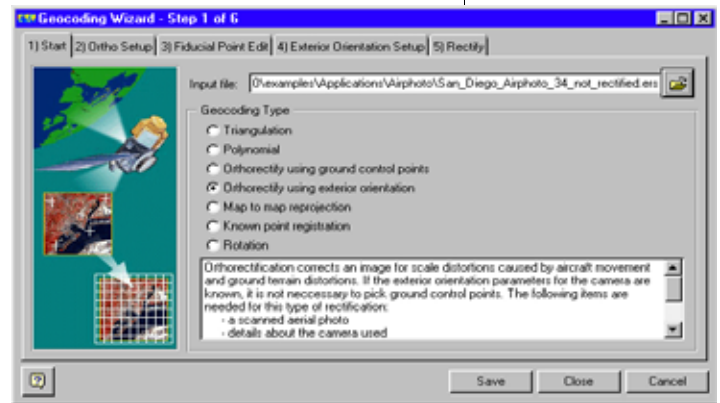 Geocoding Wizard - Step 1 of 6
1) Start 2) Ortho Setup 3) Fiducial Point Edit 4) Exterior Orientation Setup 5) Rectify
Input file: 0\examples\Applications\Airphoto\San_Diego_Airphoto_34_not_rectified.ers
Geocoding Type
Triangulation
Polynomial
Orthorectify using ground control points
Orthorectify using exterior orientation
Map to map reprojection
Known point registration
Rotation
Orthorectification corrects an image for scale distortions caused by aircraft movement
and ground terrain distortions. If the exterior orientation parameters for the camera are
known, it is not neccessary to pick ground control points. The following items are
needed for this type of rectification:
- a scanned aerial photo
- details about the camera used
Save Close Cancel